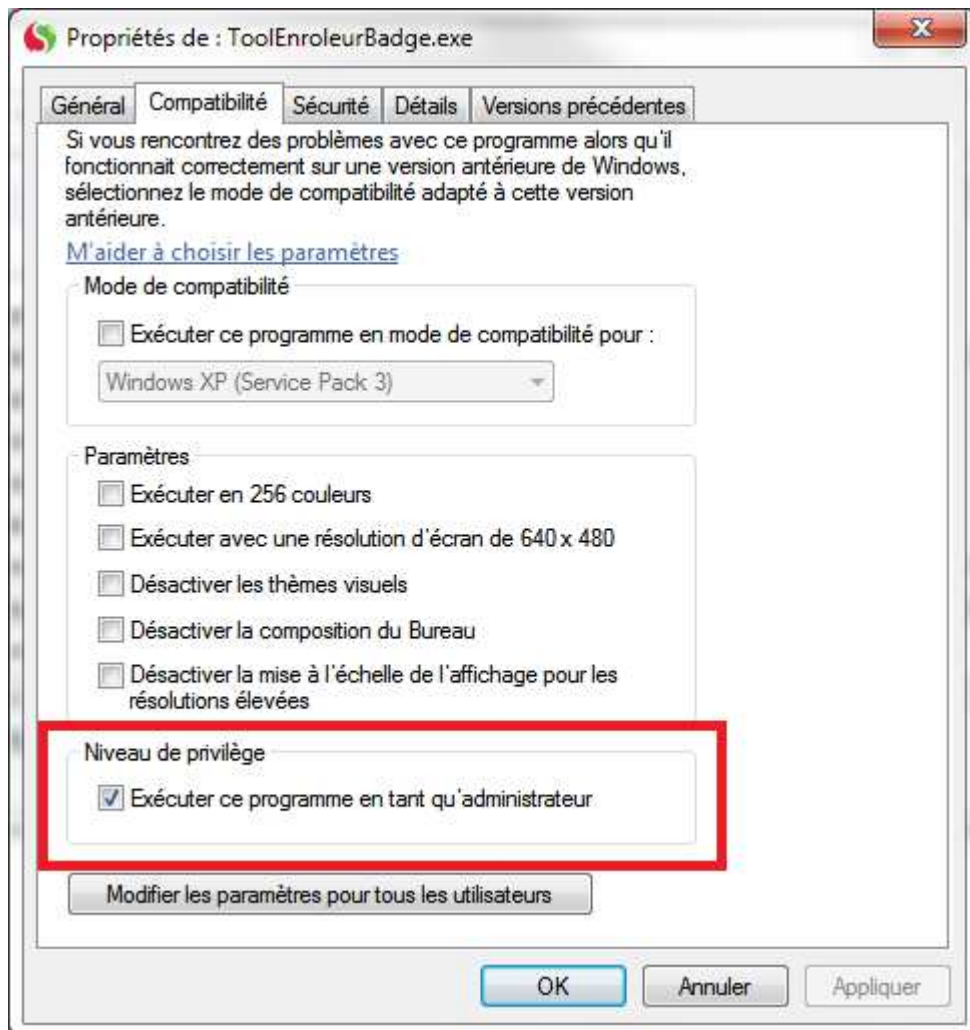 Propriétés de : ToolEnroleurBadge.exe
Général Compatibilité Sécurité Détails Versions précédentes
Si vous rencontrez des problèmes avec ce programme alors qu'il
fonctionnait correctement sur une version antérieure de Windows,
sélectionnez le mode de compatibilité adapté à cette version
antérieure.
M'aider à choisir les paramètres
Mode de compatibilité
Exécuter ce programme en mode de compatibilité pour :
Windows XP (Service Pack 3)
Paramètres
Exécuter en 256 couleurs
Exécuter avec une résolution d'écran de 640 x 480
Désactiver les thèmes visuels
Désactiver la composition du Bureau
Désactiver la mise à l'échelle de l'affichage pour les
résolutions élevées
Niveau de privilège
Exécuter ce programme en tant qu'administrateur
Modifier les paramètres pour tous les utilisateurs
OK Annuler Appliquer